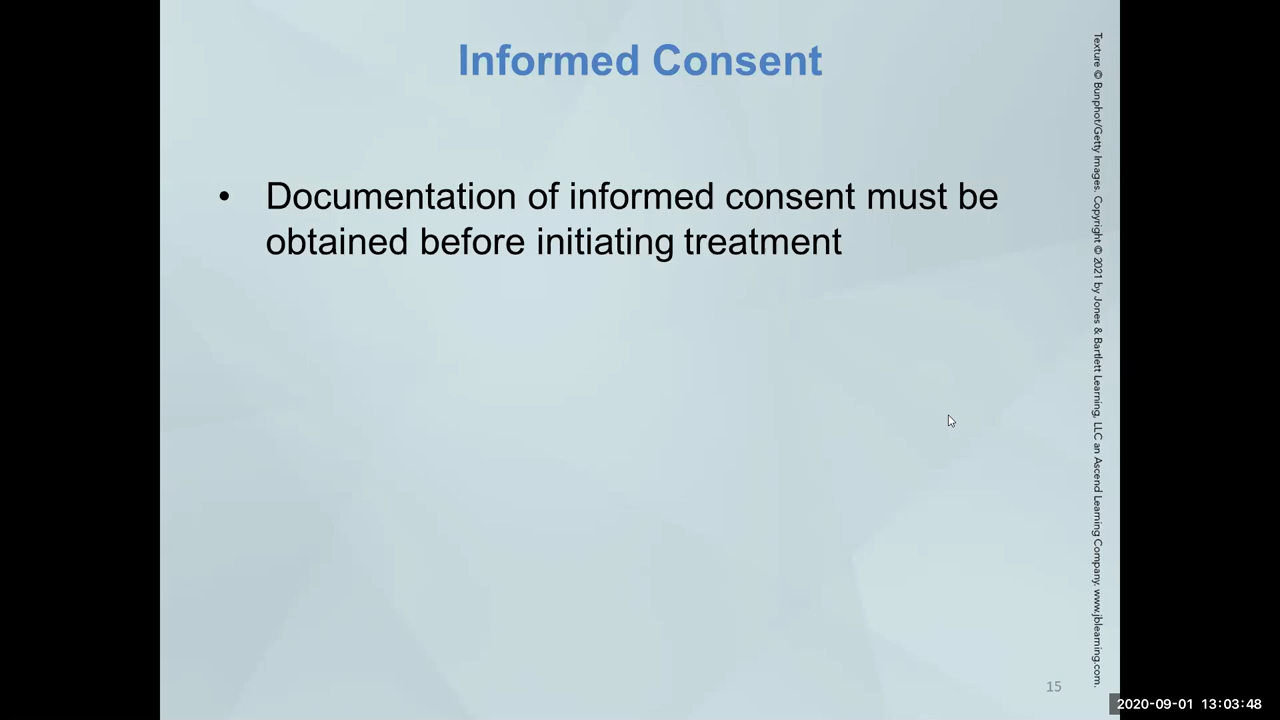 Informed Consent
• Documentation of informed consent must be
obtained before initiating treatment
Texture © Bunphot/Getty Images. Copyright © 2021 by Jones & Bartlett Learning, LLC an Ascend Learning Company. www.jblearning.com.
15
2020-09-01 13:03:48